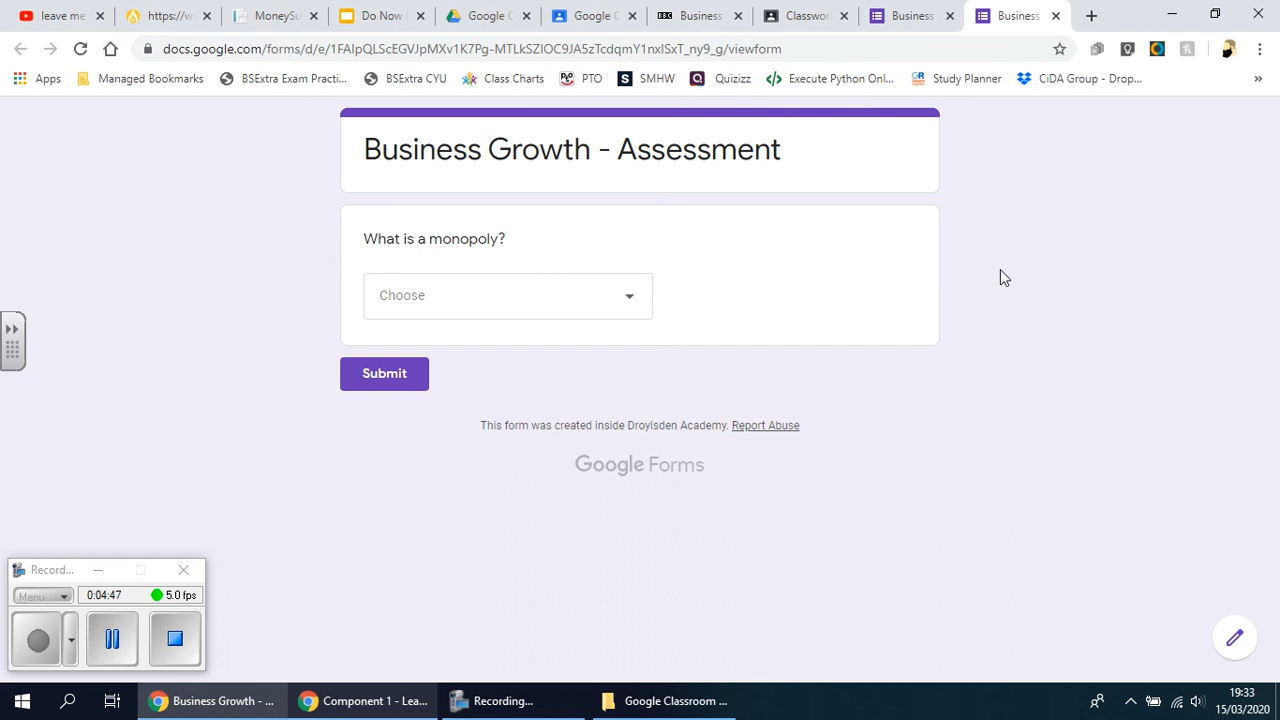 leave me
https://w
MoneySu
Do Now
Google C
Google C
Business
Classwor
Business
Business
docs.google.com/forms/d/e/1FAIpQLScEGVJpMXv1K7Pg-MTLkSZIOC9JA5zTcdqmY1nxISxT_ny9_g/viewform
Apps
Managed Bookmarks
BSExtra Exam Practi...
BSExtra CYU
Class Charts
PTO
SMHW
Quizizz
Execute Python Onl...
Study Planner
CiDA Group - Drop...
Business Growth - Assessment
What is a monopoly?
Choose
Submit
This form was created inside Droylsden Academy. Report Abuse
Google Forms
Record...
Menu
0:04:47
5.0 fps
Business Growth - ...
Component 1 - Lea...
Recording...
Google Classroom ...
19:33
15/03/2020